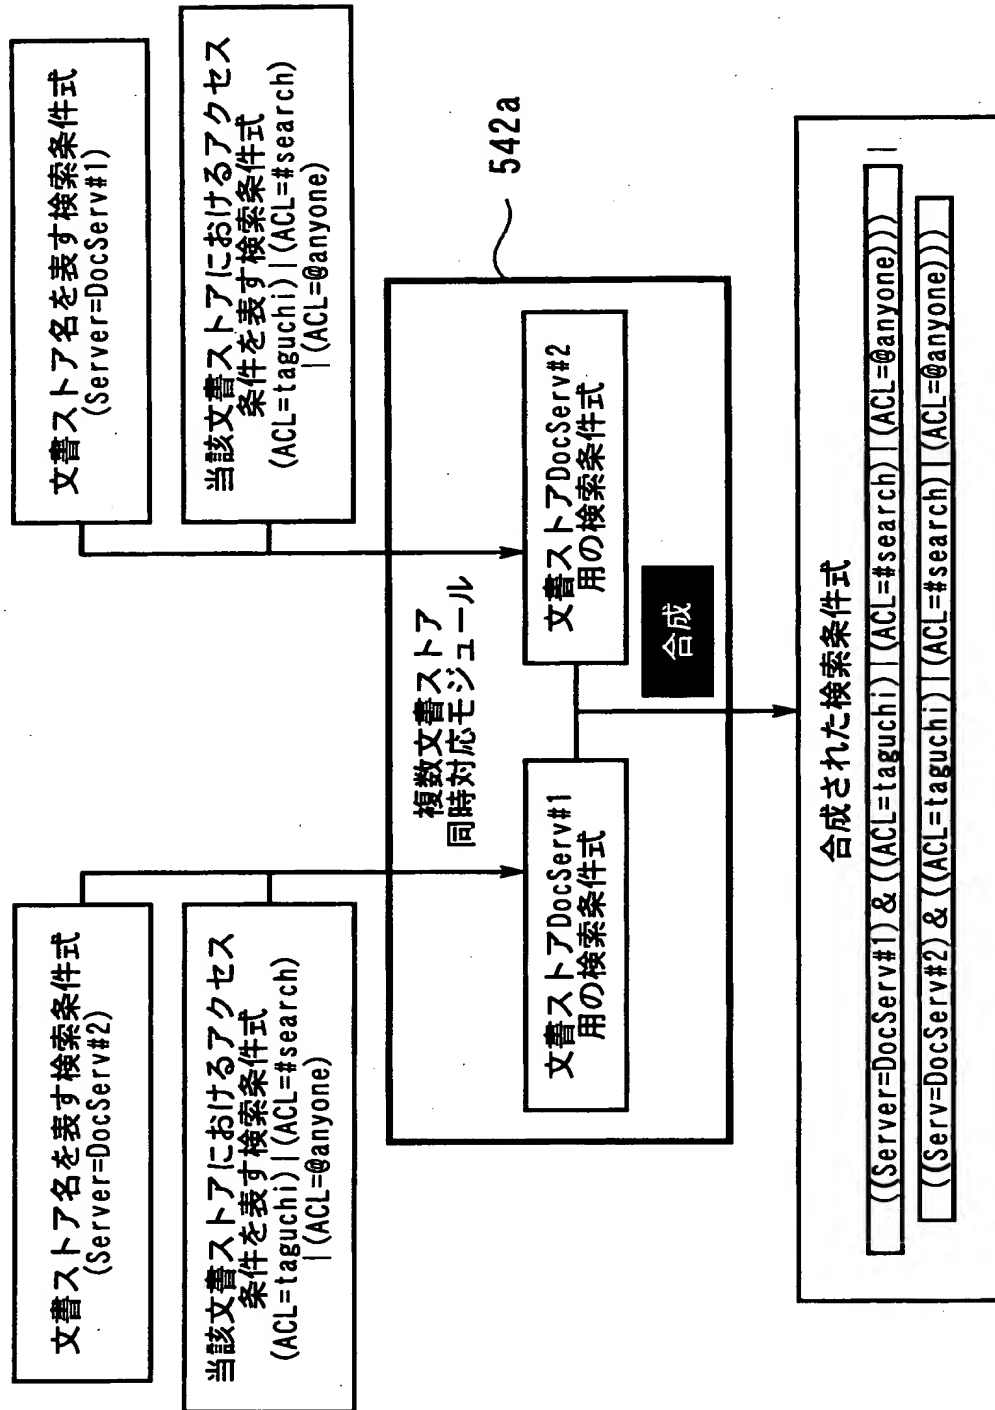 文書ストア名を表す検索条件式
(Server=DocServ#2)
当該文書ストアにおけるアクセス
条件を表す検索条件式
(ACL=taguchi)|(ACL=#search)
|(ACL=@anyone)
文書ストア名を表す検索条件式
(Server=DocServ#1)
当該文書ストアにおけるアクセス
条件を表す検索条件式
(ACL=taguchi)|(ACL=#search)
|(ACL=@anyone)
542a
複数文書ストア
同時対応モジュール
文書ストアDocServ#1
用の検索条件式
文書ストアDocServ#2
用の検索条件式
合成
合成された検索条件式
((Server=DocServ#1)&((ACL=taguchi)|(ACL=#search)|(ACL=@anyone))) |
((Serv=DocServ#2)&((ACL=taguchi)|(ACL=#search)|(ACL=@anyone)))